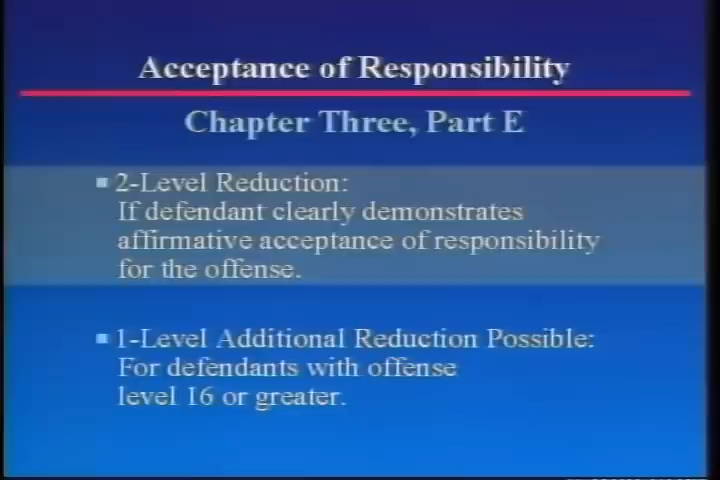 Acceptance of Responsibility
Chapter Three, Part E
2-Level Reduction:
If defendant clearly demonstrates
affirmative acceptance of responsibility
for the offense.
1-Level Additional Reduction Possible:
For defendants with offense
level 16 or greater.